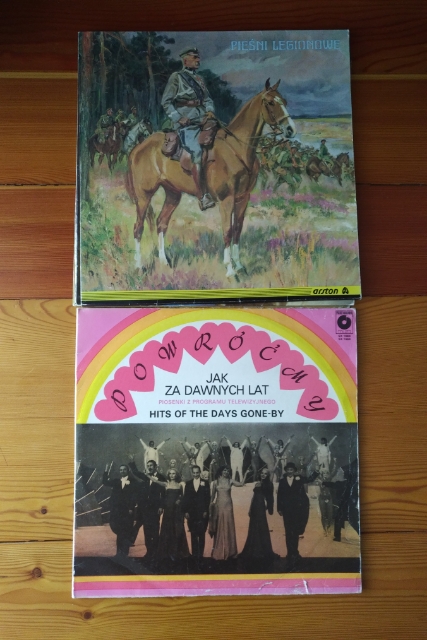 PIEŚNI LEGIONOWE
arston
POWRÓĆMY
JAK
ZA DAWNYCH LAT
PIOSENKI Z PROGRAMU TELEWIZYJNEGO
HITS OF THE DAYS GONE-BY